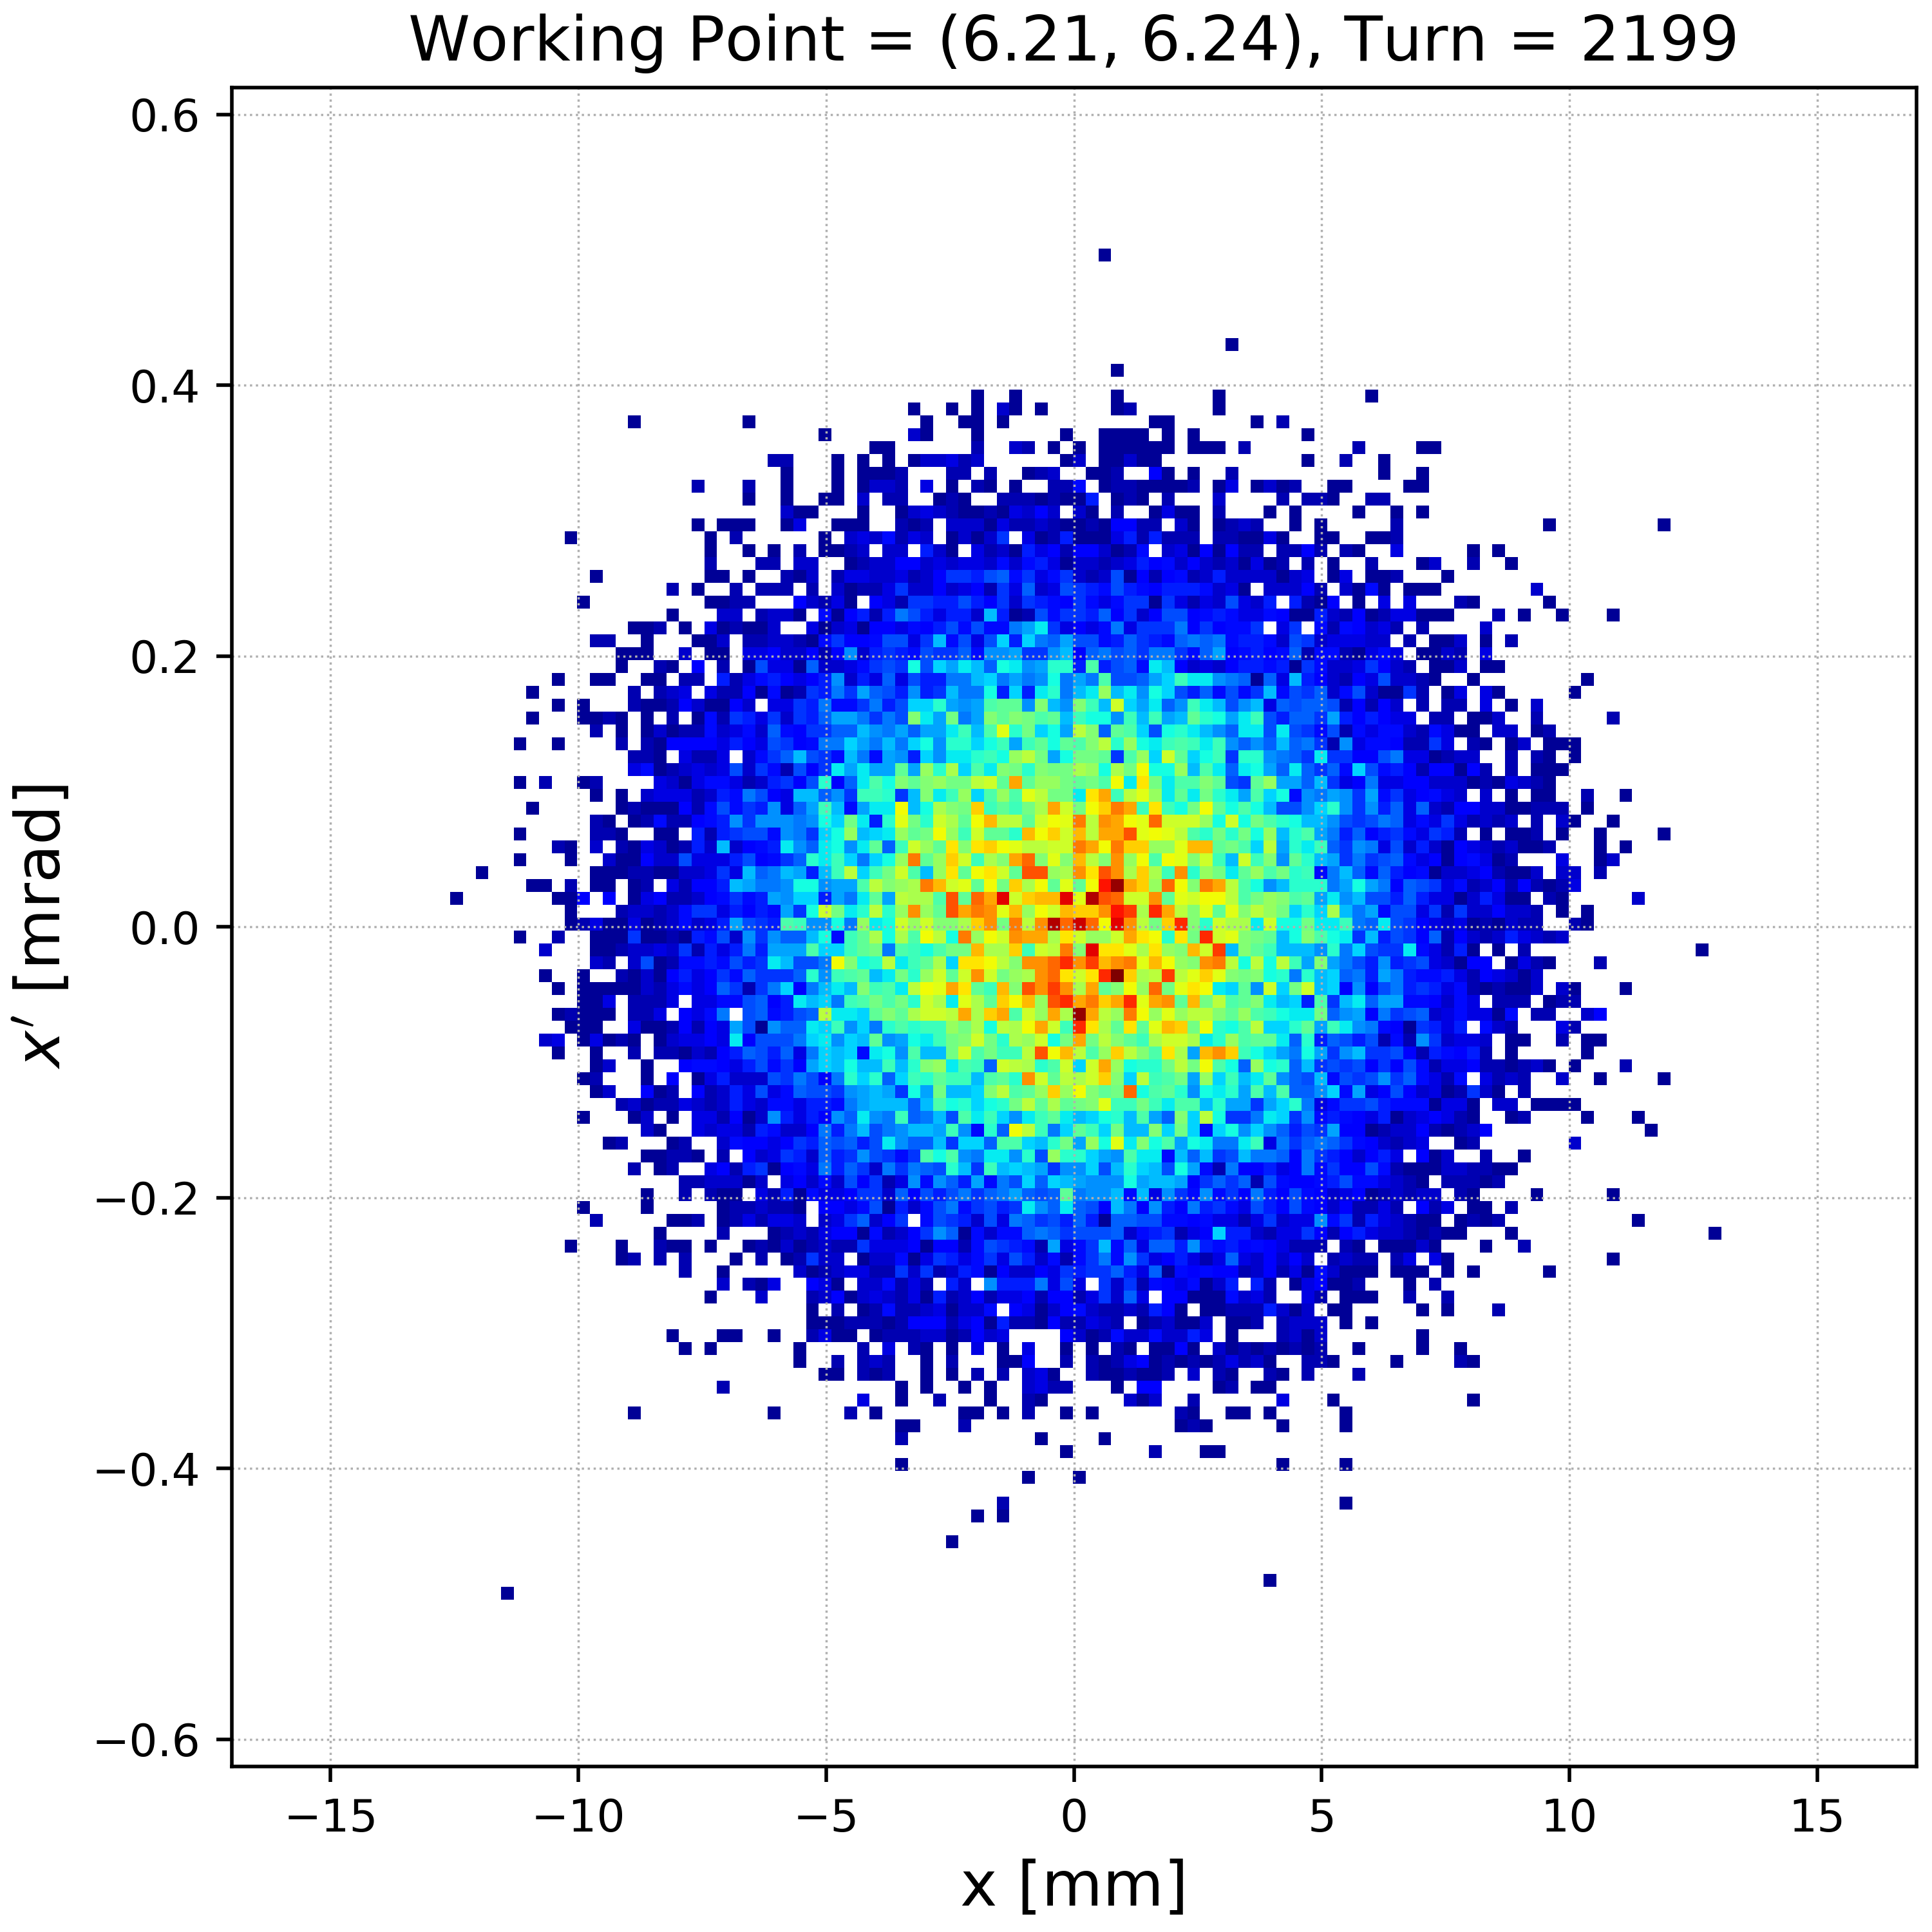 Working Point = (6.21, 6.24), Turn = 2199
0.6
0.4
0.2
0.0
−0.2
−0.4
−0.6
x′ [mrad]
−15 −10 −5 0 5 10 15
x [mm]